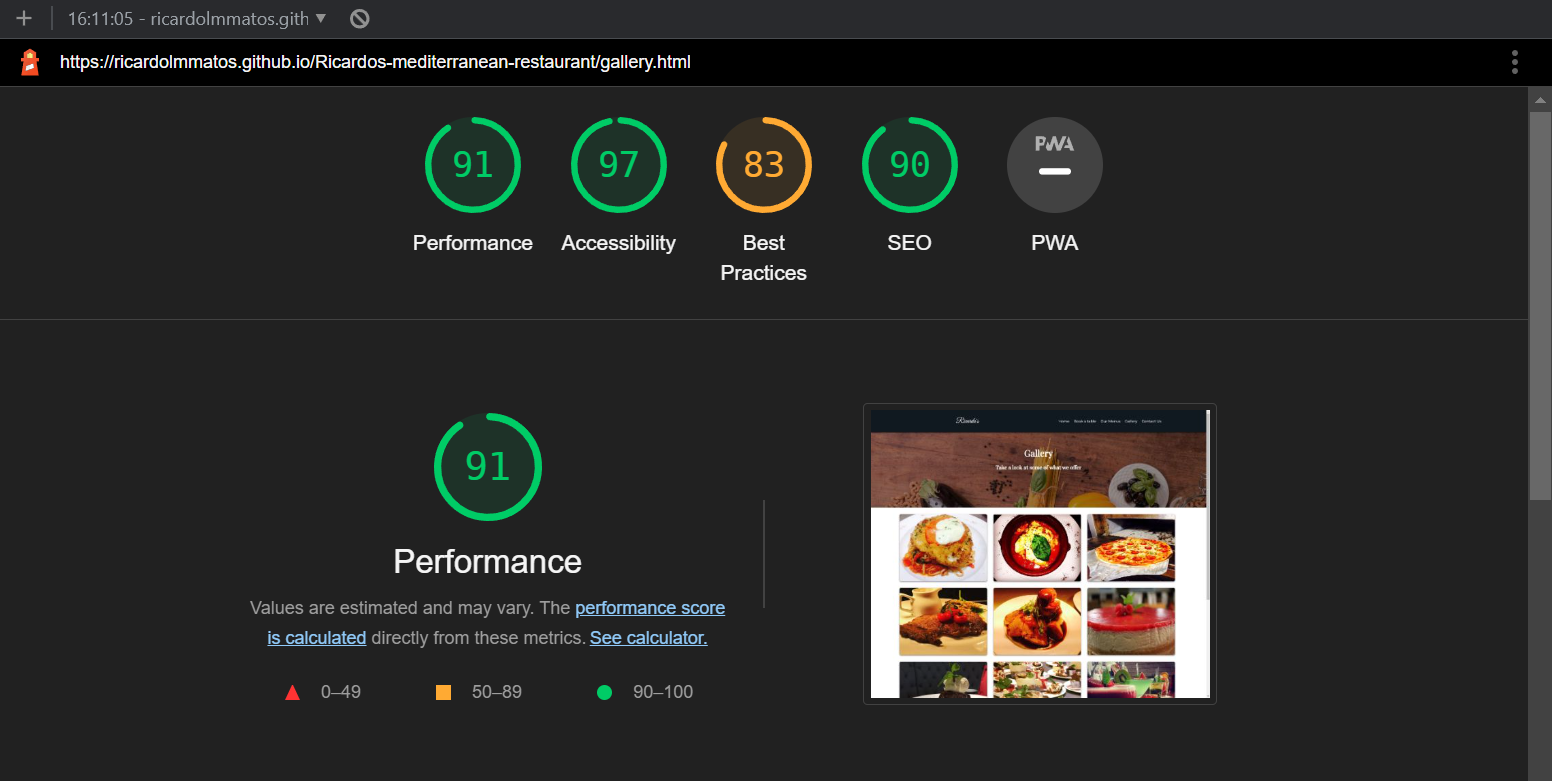 16:11:05 - ricardolmmatos.gith
https://ricardolmmatos.github.io/Ricardos-mediterranean-restaurant/gallery.html
91 97 83 90 PWA
Performance Accessibility Best Practices SEO PWA
91
Performance
Values are estimated and may vary. The performance score
is calculated directly from these metrics. See calculator.
0–49 50–89 90–100
Ricardo's Home Book a table Our Menus Gallery Contact Us
Gallery
Take a look at some of what we offer